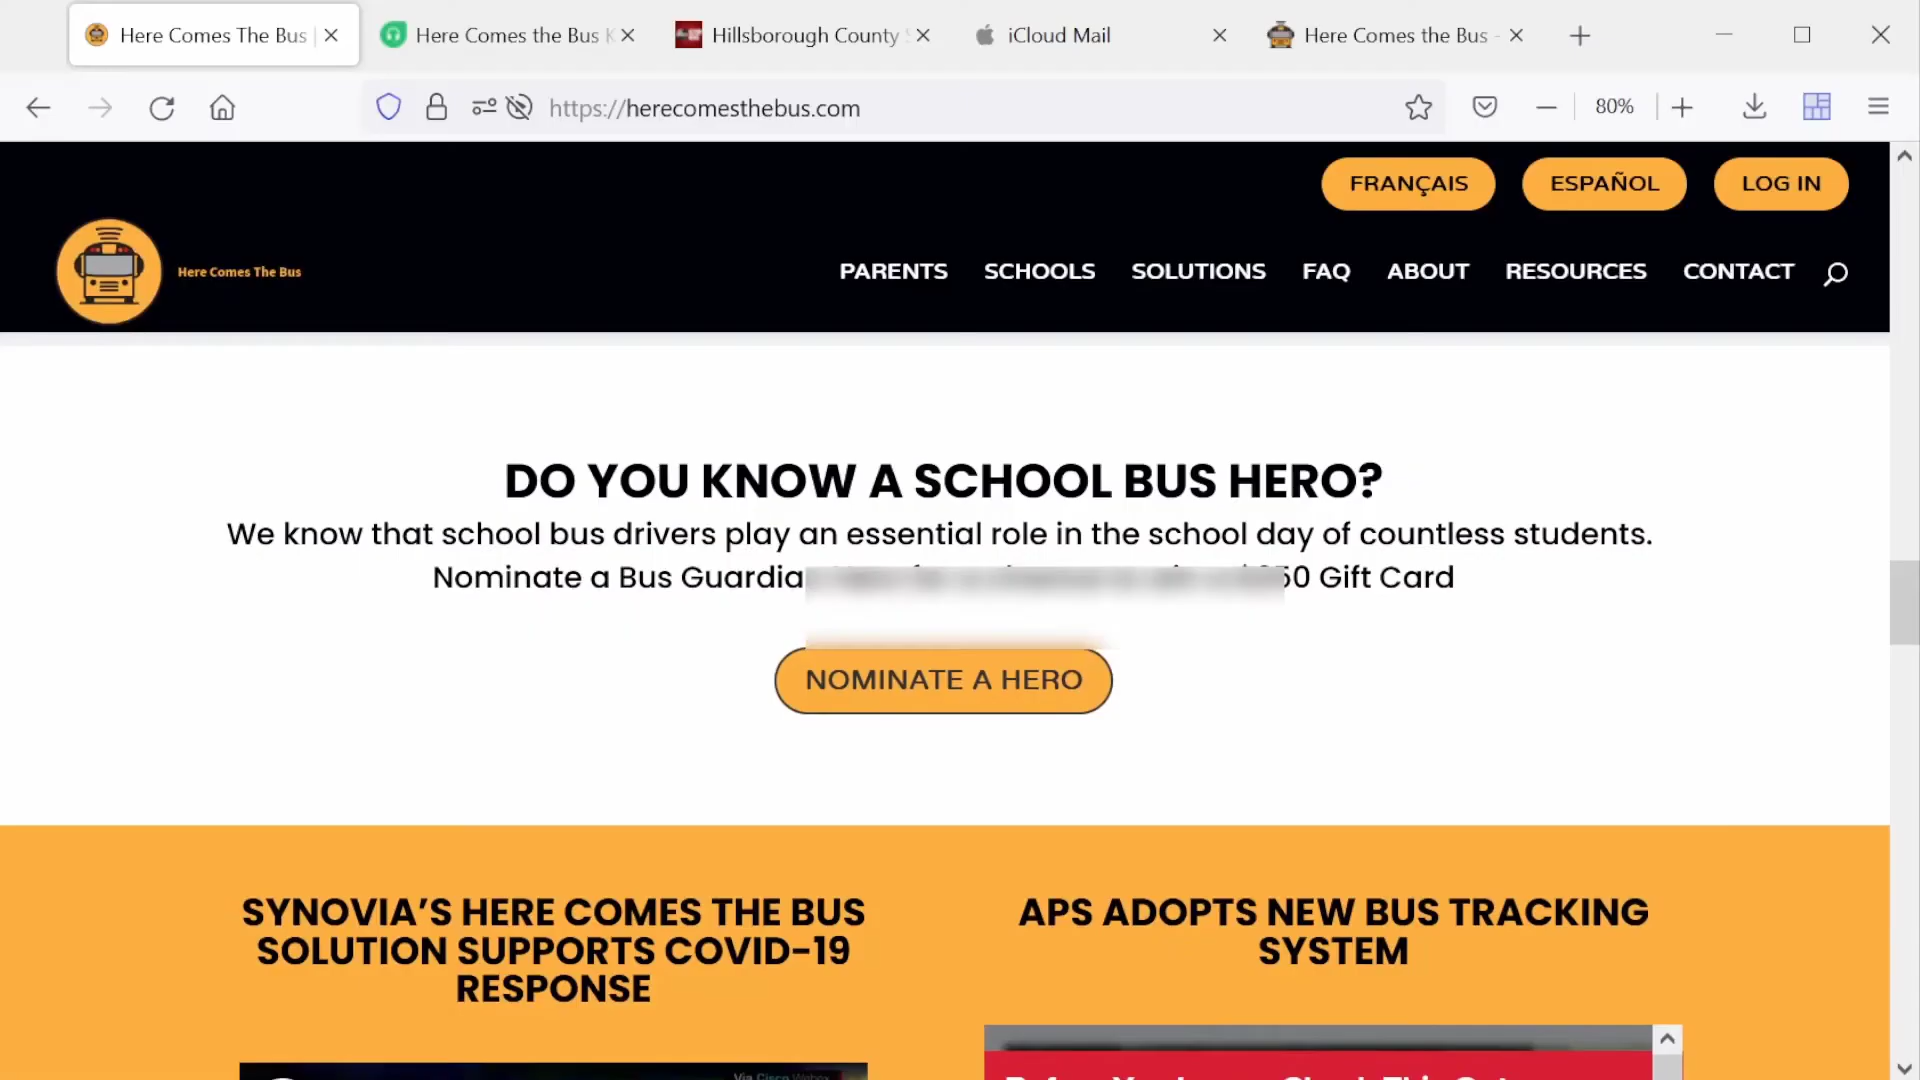 Here Comes The Bus
Here Comes the Bus
Hillsborough County
iCloud Mail
Here Comes the Bus -
https://herecomesthebus.com
80%
FRANÇAIS
ESPAÑOL
LOG IN
Here Comes The Bus
PARENTS
SCHOOLS
SOLUTIONS
FAQ
ABOUT
RESOURCES
CONTACT
DO YOU KNOW A SCHOOL BUS HERO?
We know that school bus drivers play an essential role in the school day of countless students.
Nominate a Bus Gift Card
NOMINATE A HERO
SYNOVIA’S HERE COMES THE BUS
SOLUTION SUPPORTS COVID-19
RESPONSE
APS ADOPTS NEW BUS TRACKING
SYSTEM
Via Cisco Webex